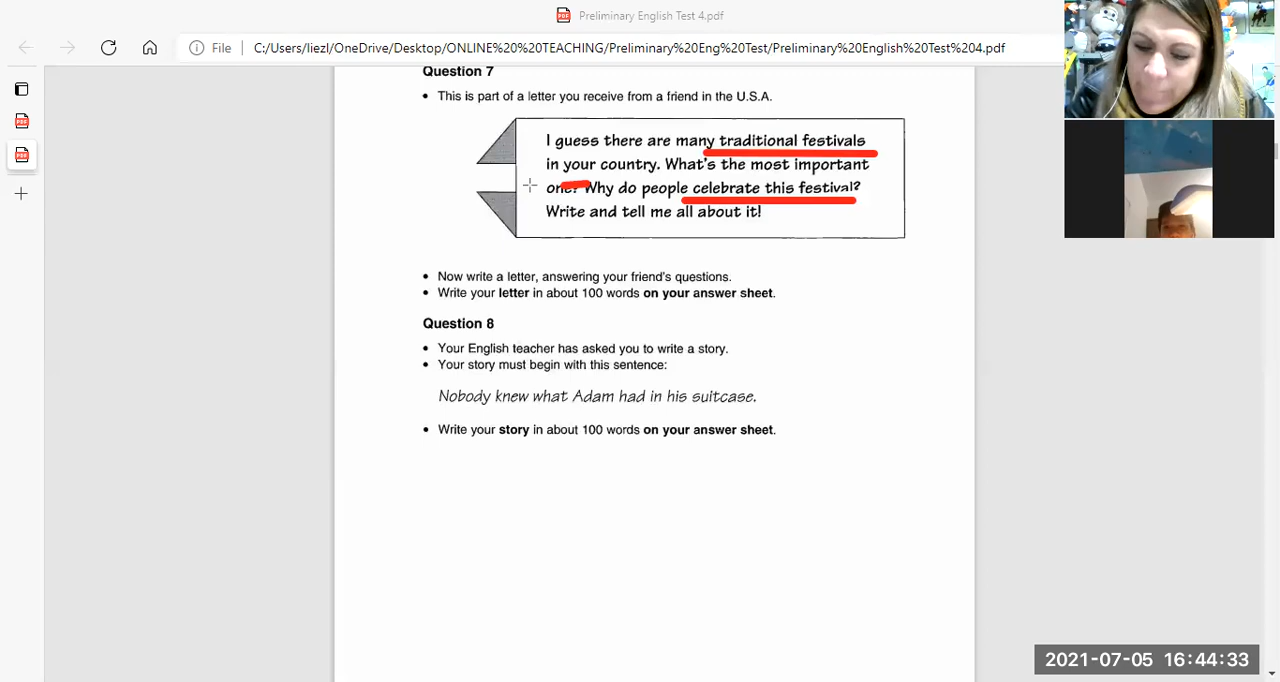 Preliminary English Test 4.pdf
File | C:/Users/liezl/OneDrive/Desktop/ONLINE%20%20TEACHING/Preliminary%20Eng%20Test/Preliminary%20English%20Test%204.pdf
Question 7
• This is part of a letter you receive from a friend in the U.S.A.
I guess there are many traditional festivals
in your country. What's the most important
one? Why do people celebrate this festival?
Write and tell me all about it!
• Now write a letter, answering your friend's questions.
• Write your letter in about 100 words on your answer sheet.
Question 8
• Your English teacher has asked you to write a story.
• Your story must begin with this sentence:
Nobody knew what Adam had in his suitcase.
• Write your story in about 100 words on your answer sheet.
2021-07-05 16:44:33